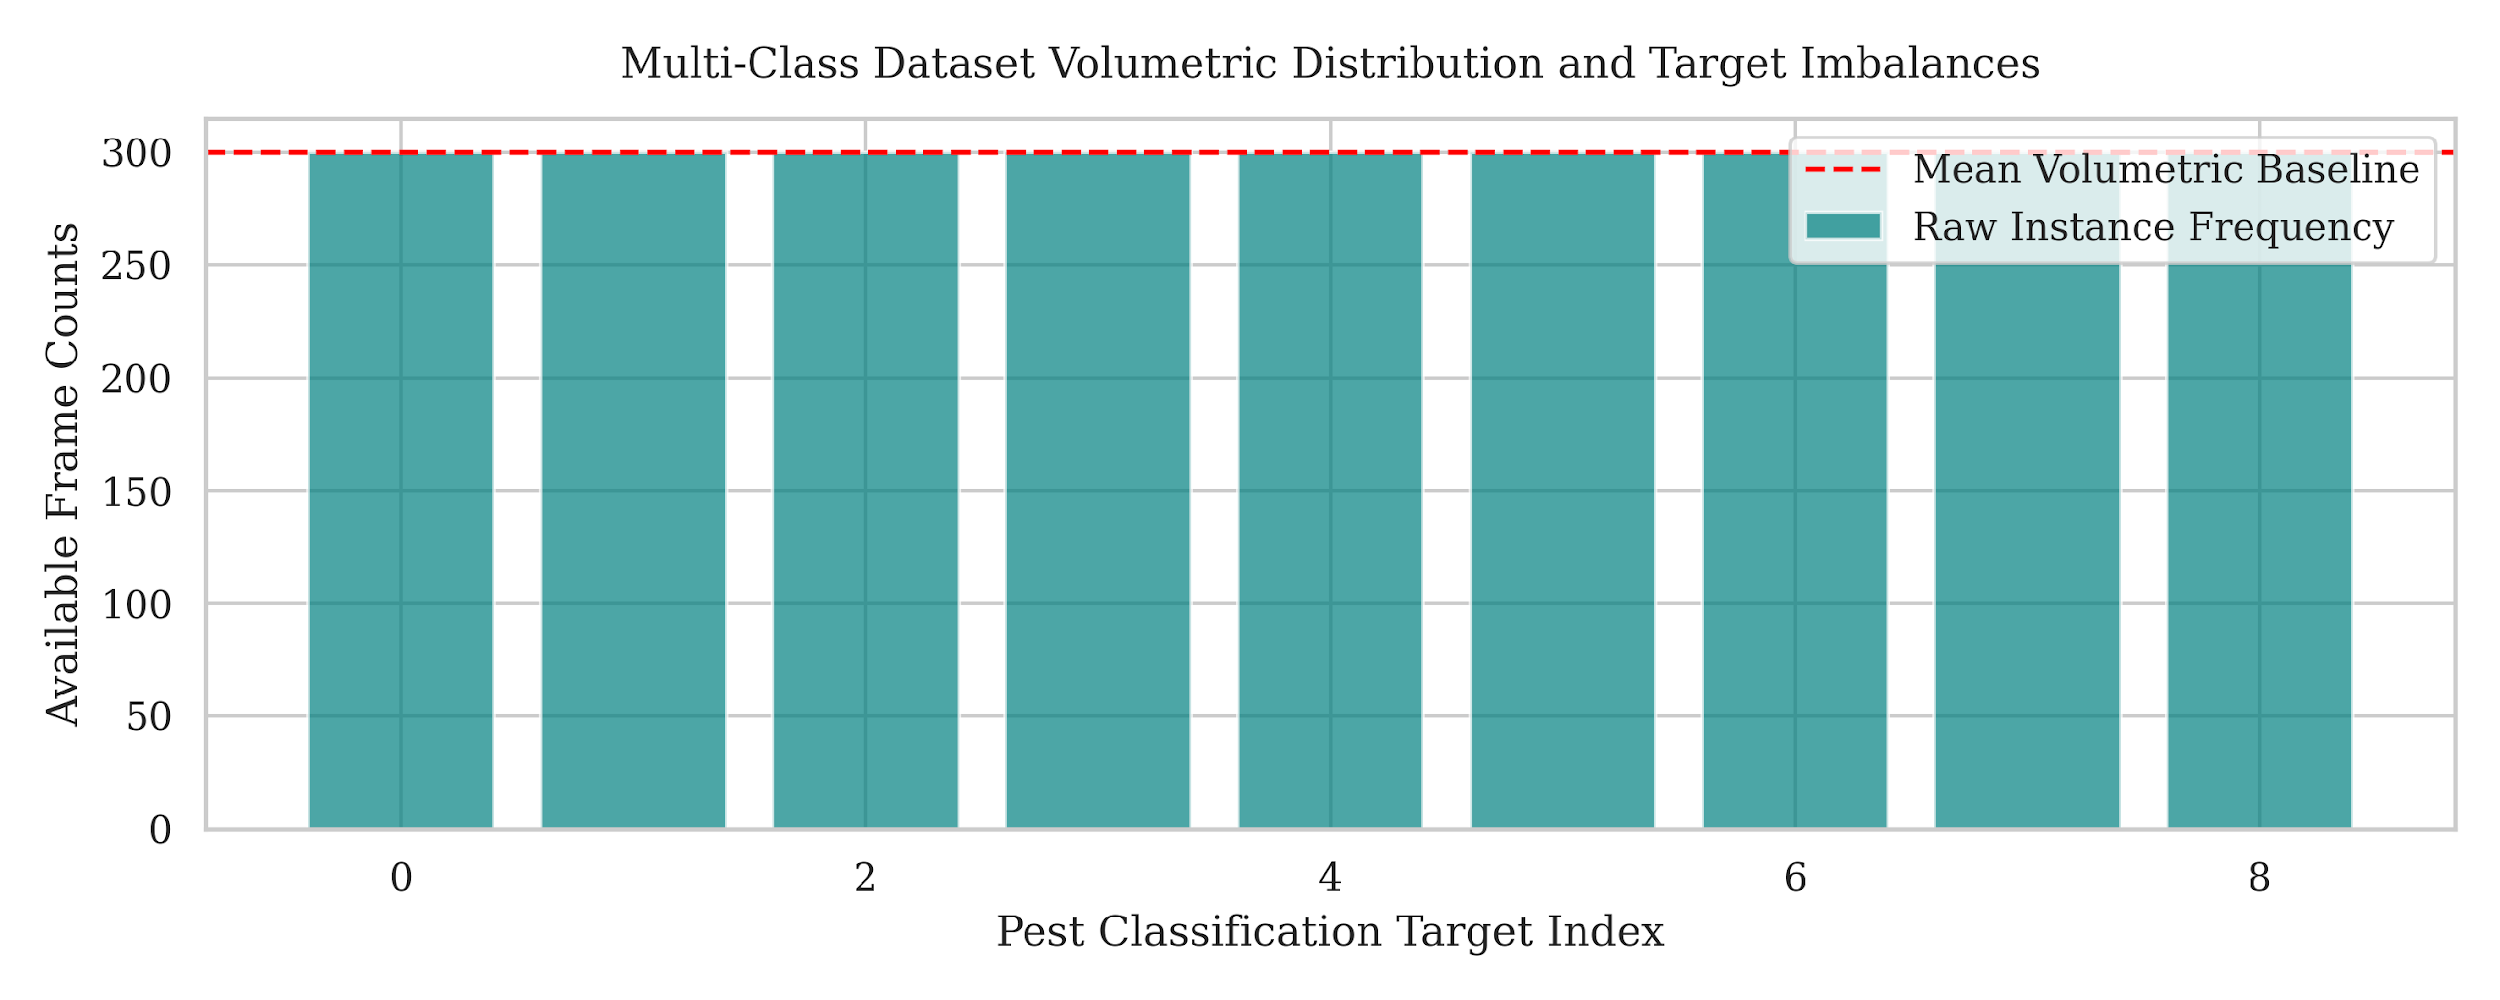 Multi-Class Dataset Volumetric Distribution and Target Imbalances
Available Frame Counts
300
250
200
150
100
50
0
Mean Volumetric Baseline
Raw Instance Frequency
0 2 4 6 8
Pest Classification Target Index